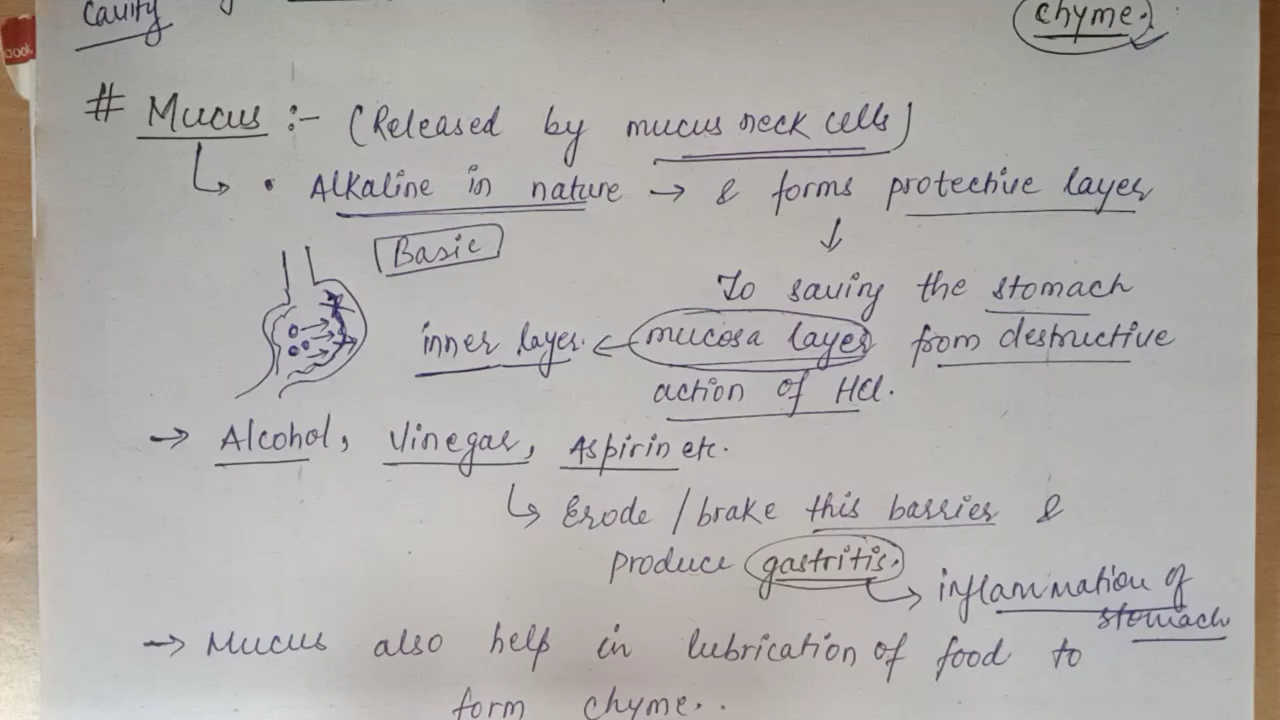 Cavity
chyme.
book
# Mucus :- (Released by mucus neck cells)
• Alkaline in nature → & forms protective layer
Basic
To saving the stomach
inner layer. ← mucosa layer from destructive
action of HCl.
→ Alcohol, Vinegar, Aspirin etc.
Erode / brake this barrier &
produce gastritis.
inflammation of
stomach
→ Mucus also help in lubrication of food to
form chyme..